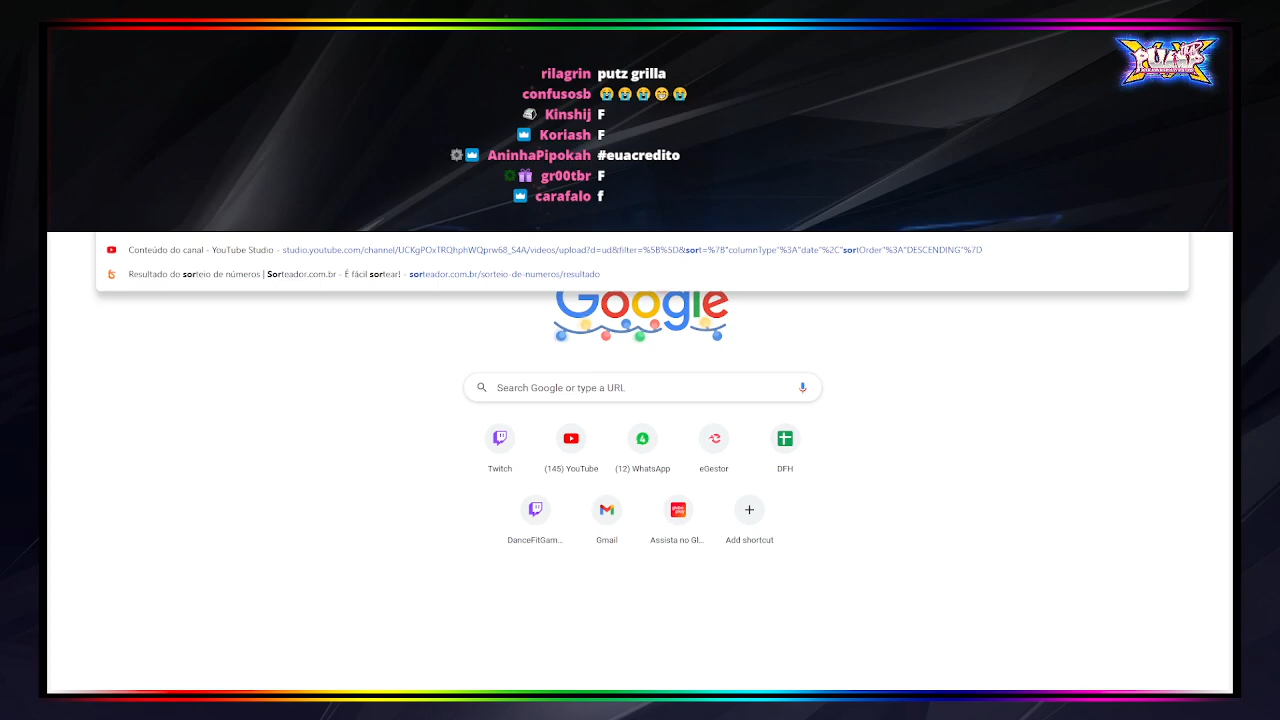 rilagrin putz grilla
confusosb 😭😭😭😁😭
Kinshij F
Koriash F
AninhaPipokah #euacredito
gr00tbr F
carafalo f
PUMP
Conteúdo do canal - YouTube Studio - studio.youtube.com/channel/UCKgPOxTRQhphWQprw68_S4A/videos/upload?d=ud&filter=%5B%5D&sort=%7B"columnType"%3A"date"%2C"sortOrder"%3A"DESCENDING"%7D
Resultado do sorteio de números | Sorteador.com.br - É fácil sortear! - sorteador.com.br/sorteio-de-numeros/resultado
Google
Search Google or type a URL
Twitch
(145) YouTube
(12) WhatsApp
eGestor
DFH
DanceFitGam...
Gmail
Assista no Gl...
Add shortcut